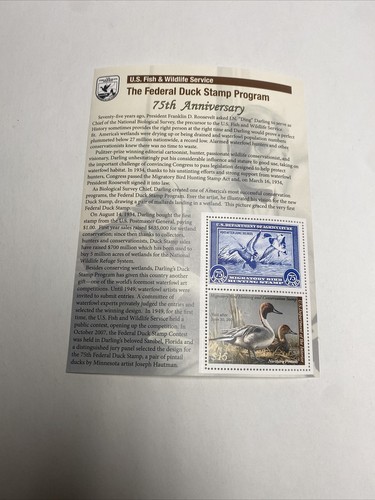 U.S. Fish & Wildlife Service
The Federal Duck Stamp Program
75th Anniversary
Seventy-five years ago, President Franklin D. Roosevelt asked J.N. "Ding" Darling to serve as
Chief of the National Biological Survey, the precursor to the U.S. Fish and Wildlife Service.
History sometimes provides the right person at the right time and Darling would prove a perfect
fit. America's wetlands were drying up or being drained and waterfowl population numbers
plummeted below 27 million nationwide, a record low. Alarmed waterfowl hunters and other
conservationists knew there was no time to waste.
Pulitzer-prize winning editorial cartoonist, hunter, passionate wildlife conservationist, and
visionary, Darling unhesitatingly put his considerable influence and stature to good use, taking on
the important challenge of convincing Congress to pass legislation designed to help protect
waterfowl habitat. In 1934, thanks to his unstinting efforts and strong support from waterfowl
hunters, Congress passed the Migratory Bird Hunting Stamp Act and, on March 16, 1934,
President Roosevelt signed it into law.
As Biological Survey Chief, Darling created one of America's most successful conservation
programs, the Federal Duck Stamp. Ever the artist, he illustrated his vision for the new
Duck Stamp, drawing a pair of mallards landing in a wetland. This picture graced the very first
Federal Duck Stamp.
On August 14, 1934, Darling bought the first
stamp from the U.S. Postmaster General, paying
$1.00. First year sales raised $635,000 for wetland
conservation; since then thanks to collectors,
hunters and conservationists, Duck Stamp sales
have raised $700 million which has been used to
buy 5 million acres of wetlands for the National
Wildlife Refuge System.
Besides conserving wetlands, Darling's Duck
Stamp Program has given this country another
gift—one of the world's foremost waterfowl art
competitions. Until 1949, waterfowl artists were
invited to submit entries. A committee of
waterfowl experts privately judged the entries and
selected the winning design. In 1949, for the first
time, the U.S. Fish and Wildlife Service held a
public contest, opening up the competition. In
October 2007, the Federal Duck Stamp Contest
was held in Darling's beloved Sanibel, Florida and
a distinguished jury panel selected the design for
the 75th Federal Duck Stamp, a pair of pintail
ducks by Minnesota artist Joseph Hautman.
U.S. DEPARTMENT OF AGRICULTURE
MIGRATORY BIRD
HUNTING STAMP
$15
Northern Pintails